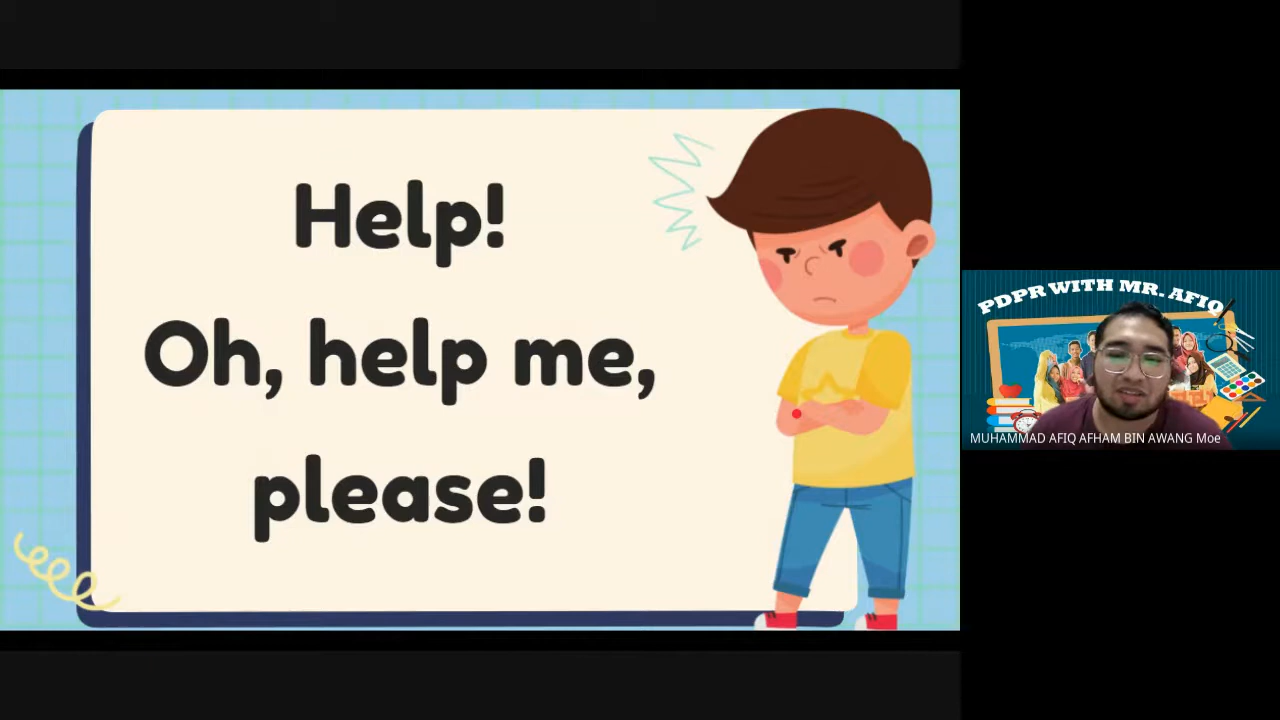 Help!
Oh, help me,
please!
PDPR WITH MR. AFIQ
MUHAMMAD AFIQ AFHAM BIN AWANG Moe